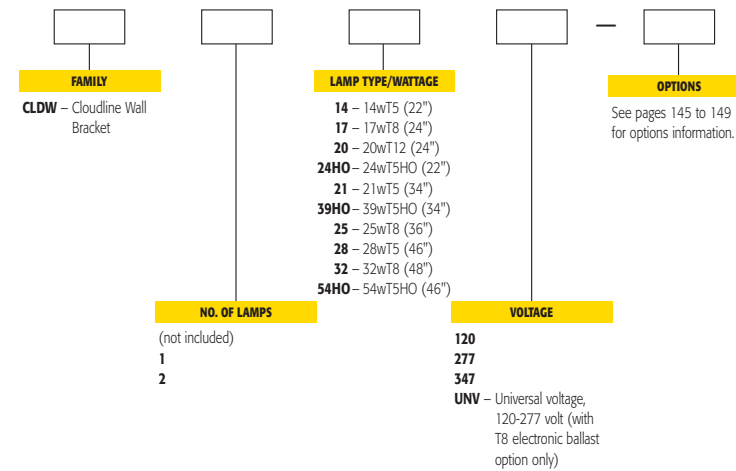 –
FAMILY
CLDW – Cloudline Wall
Bracket
LAMP TYPE/WATTAGE
14 – 14wT5 (22")
17 – 17wT8 (24")
20 – 20wT12 (24")
24HO – 24wT5HO (22")
21 – 21wT5 (34")
39HO – 39wT5HO (34")
25 – 25wT8 (36")
28 – 28wT5 (46")
32 – 32wT8 (48")
54HO – 54wT5HO (46")
OPTIONS
See pages 145 to 149
for options information.
NO. OF LAMPS
(not included)
1
2
VOLTAGE
120
277
347
UNV – Universal voltage,
120-277 volt (with
T8 electronic ballast
option only)